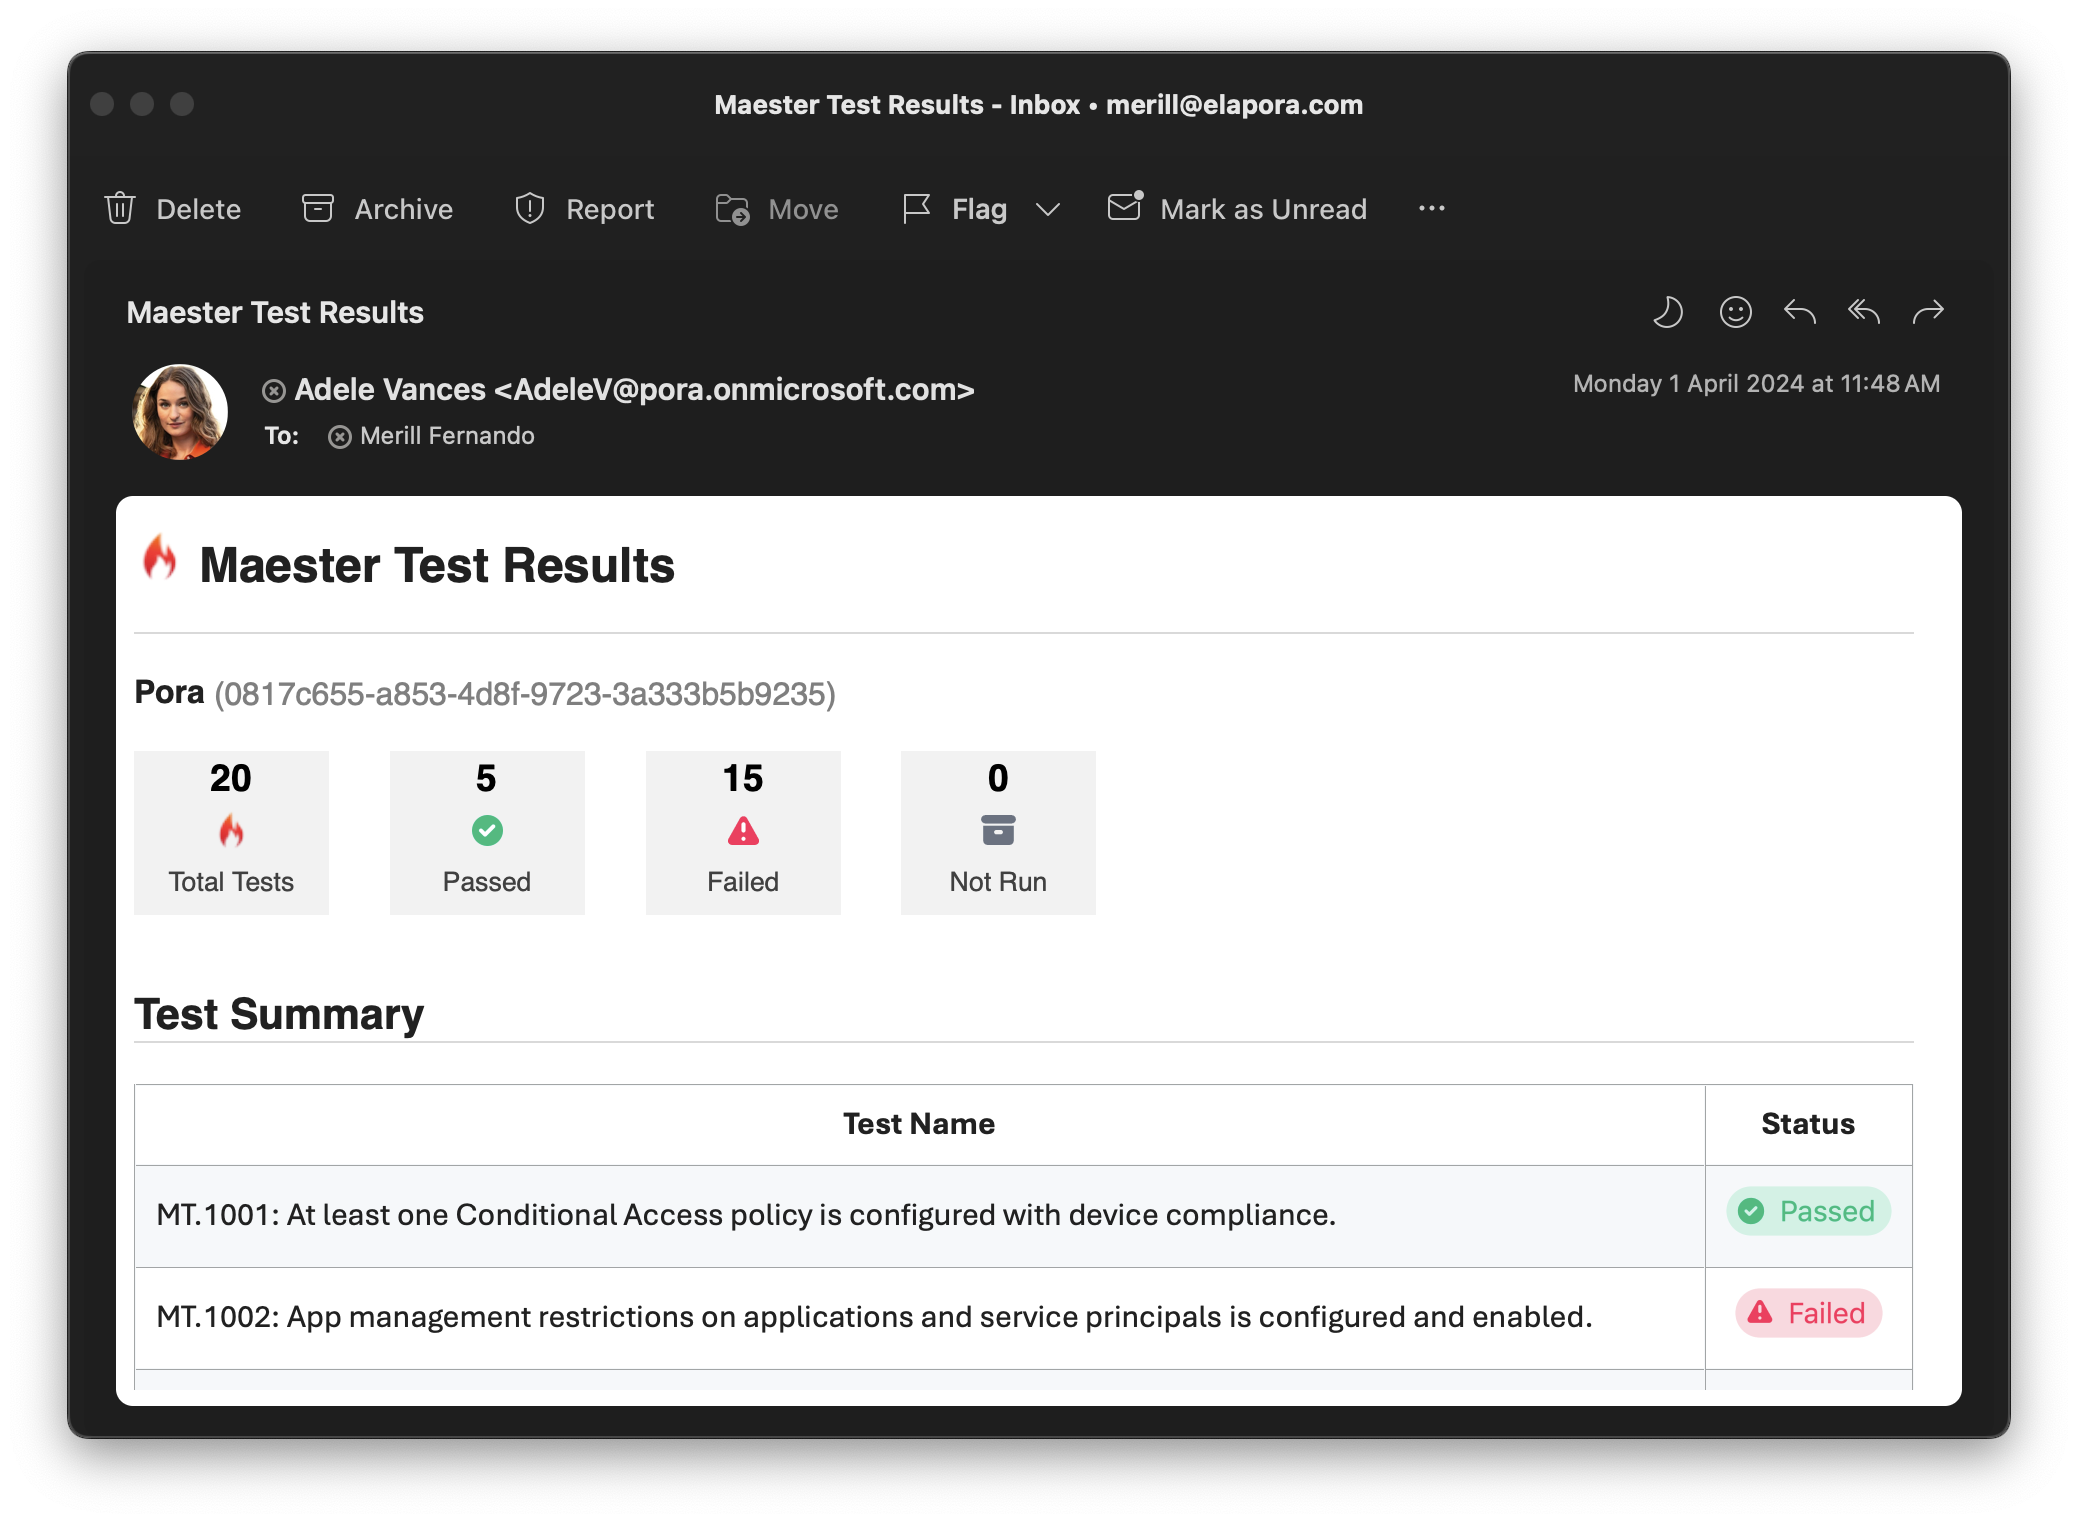 Maester Test Results - Inbox • merill@elapora.com
Delete Archive Report Move Flag Mark as Unread
Maester Test Results
Adele Vances <AdeleV@pora.onmicrosoft.com>
Monday 1 April 2024 at 11:48 AM
To: Merill Fernando
Maester Test Results
Pora (0817c655-a853-4d8f-9723-3a333b5b9235)
20 5 15 0
Total Tests Passed Failed Not Run
Test Summary
Test Name Status
MT.1001: At least one Conditional Access policy is configured with device compliance. Passed
MT.1002: App management restrictions on applications and service principals is configured and enabled. Failed